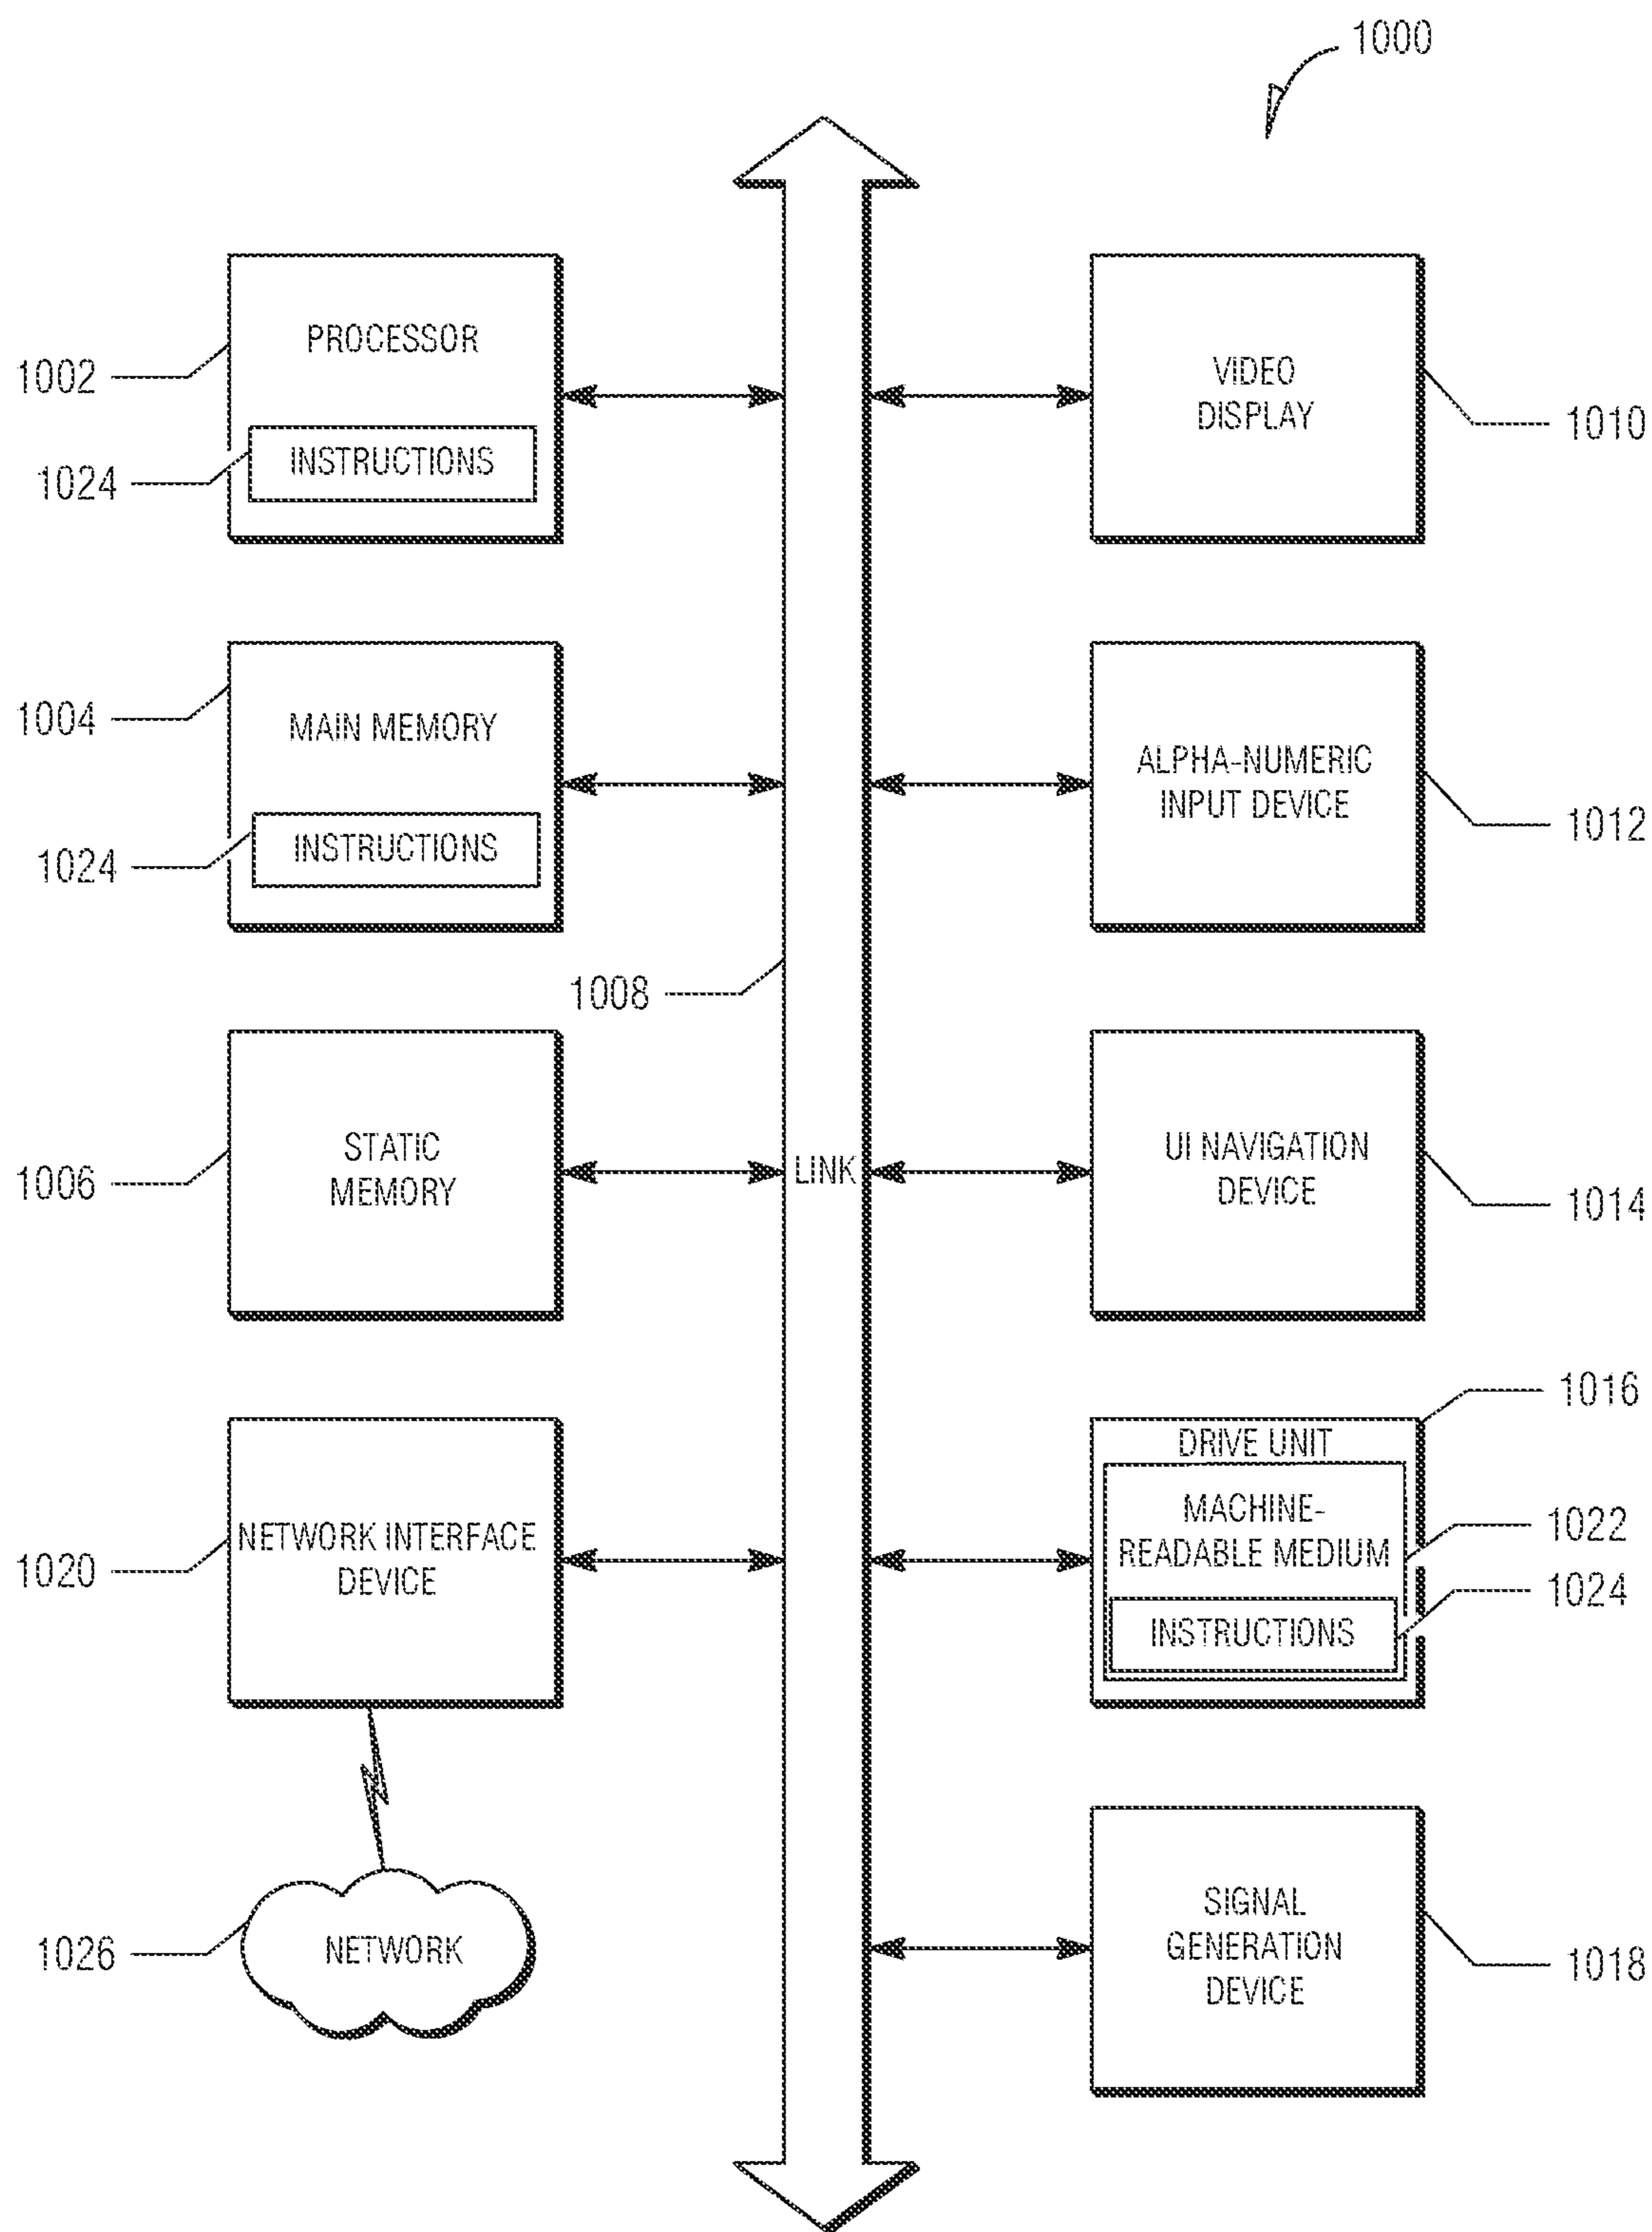 1000
PROCESSOR
1002
INSTRUCTIONS
1024
VIDEO
DISPLAY
1010
MAIN MEMORY
1004
INSTRUCTIONS
1024
ALPHA-NUMERIC
INPUT DEVICE
1012
1008
STATIC
MEMORY
1006
LINK
UI NAVIGATION
DEVICE
1014
NETWORK INTERFACE
DEVICE
1020
1016
DRIVE UNIT
MACHINE-
READABLE MEDIUM
1022
1024
INSTRUCTIONS
NETWORK
1026
SIGNAL
GENERATION
DEVICE
1018